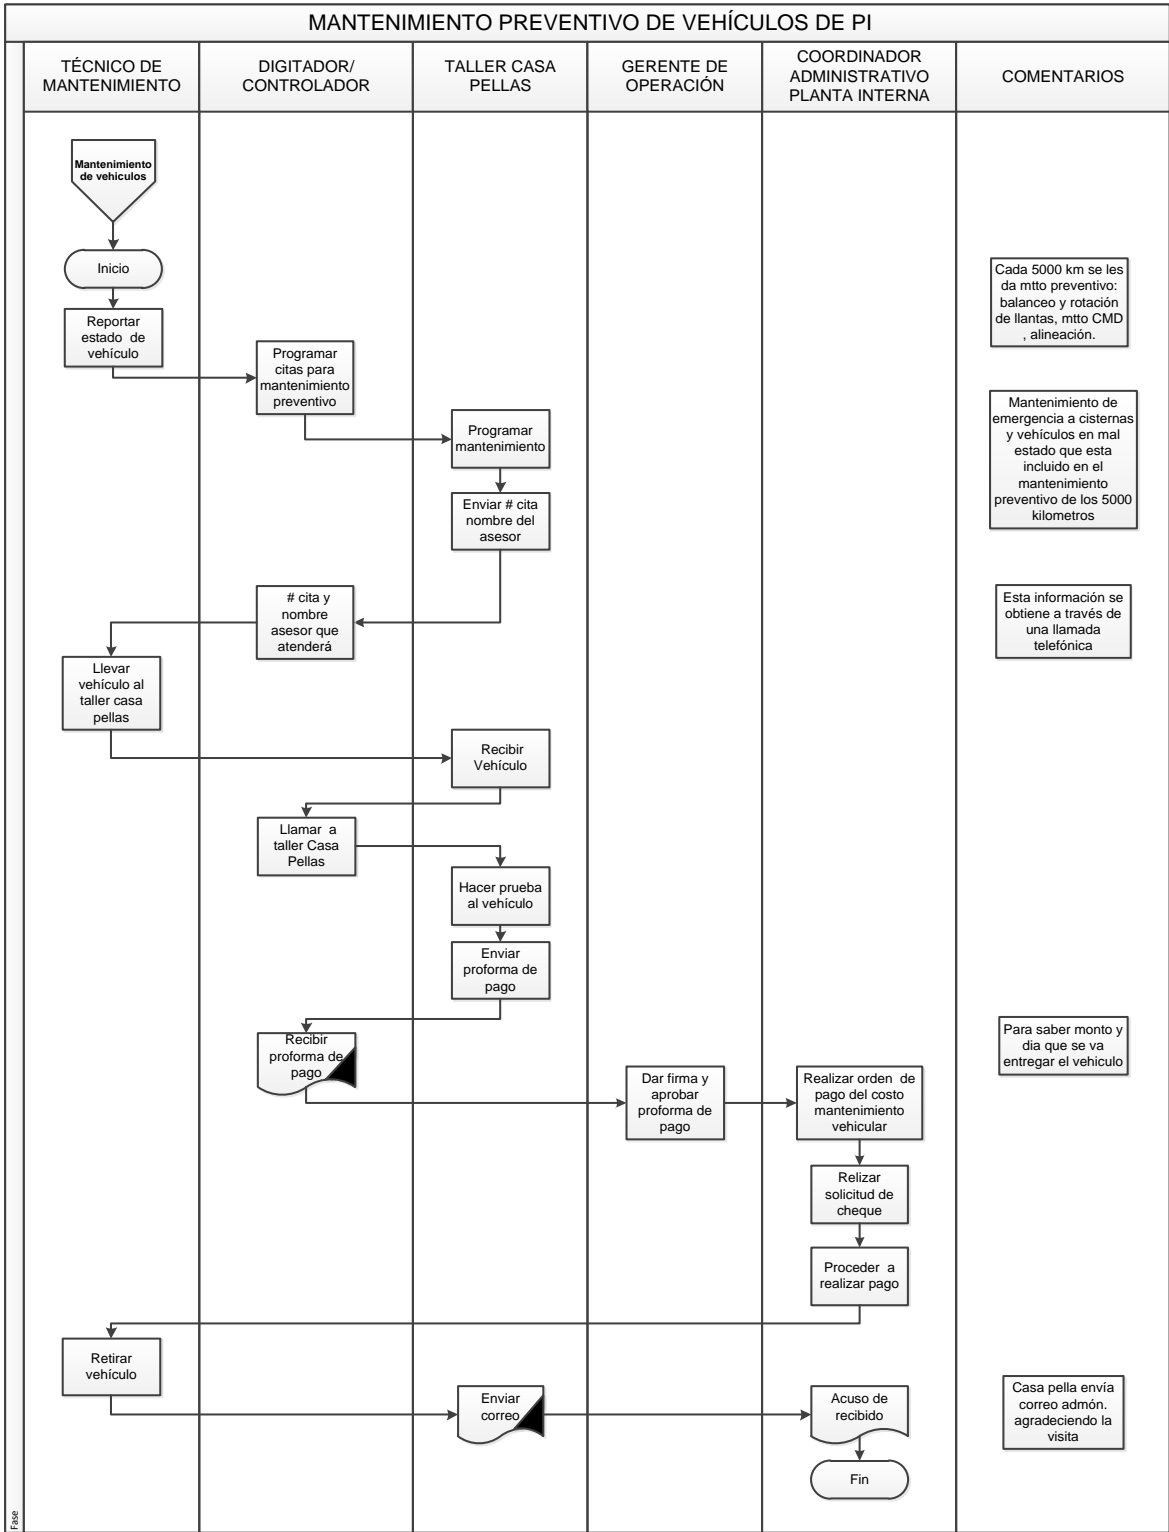 MANTENIMIENTO PREVENTIVO DE VEHÍCULOS DE PI
TÉCNICO DE
MANTENIMIENTO
DIGITADOR/
CONTROLADOR
TALLER CASA
PELLAS
GERENTE DE
OPERACIÓN
COORDINADOR
ADMINISTRATIVO
PLANTA INTERNA
COMENTARIOS
Mantenimiento
de vehiculos
Inicio
Cada 5000 km se les
da mtto preventivo:
balanceo y rotación
de llantas, mtto CMD
, alineación.
Reportar
estado de
vehículo
Programar
citas para
mantenimiento
preventivo
Programar
mantenimiento
Mantenimiento de
emergencia a cisternas
y vehículos en mal
estado que esta
incluido en el
mantenimiento
preventivo de los 5000
kilometros
Enviar # cita
nombre del
asesor
# cita y
nombre
asesor que
atenderá
Esta información se
obtiene a través de
una llamada
telefónica
Llevar
vehículo al
taller casa
pellas
Recibir
Vehículo
Llamar a
taller Casa
Pellas
Hacer prueba
al vehículo
Enviar
proforma de
pago
Recibir
proforma de
pago
Para saber monto y
dia que se va
entregar el vehiculo
Dar firma y
aprobar
proforma de
pago
Realizar orden de
pago del costo
mantenimiento
vehicular
Relizar
solicitud de
cheque
Proceder a
realizar pago
Retirar
vehículo
Enviar
correo
Acuso de
recibido
Casa pella envía
correo admón.
agradeciendo la
visita
Fin
Fase